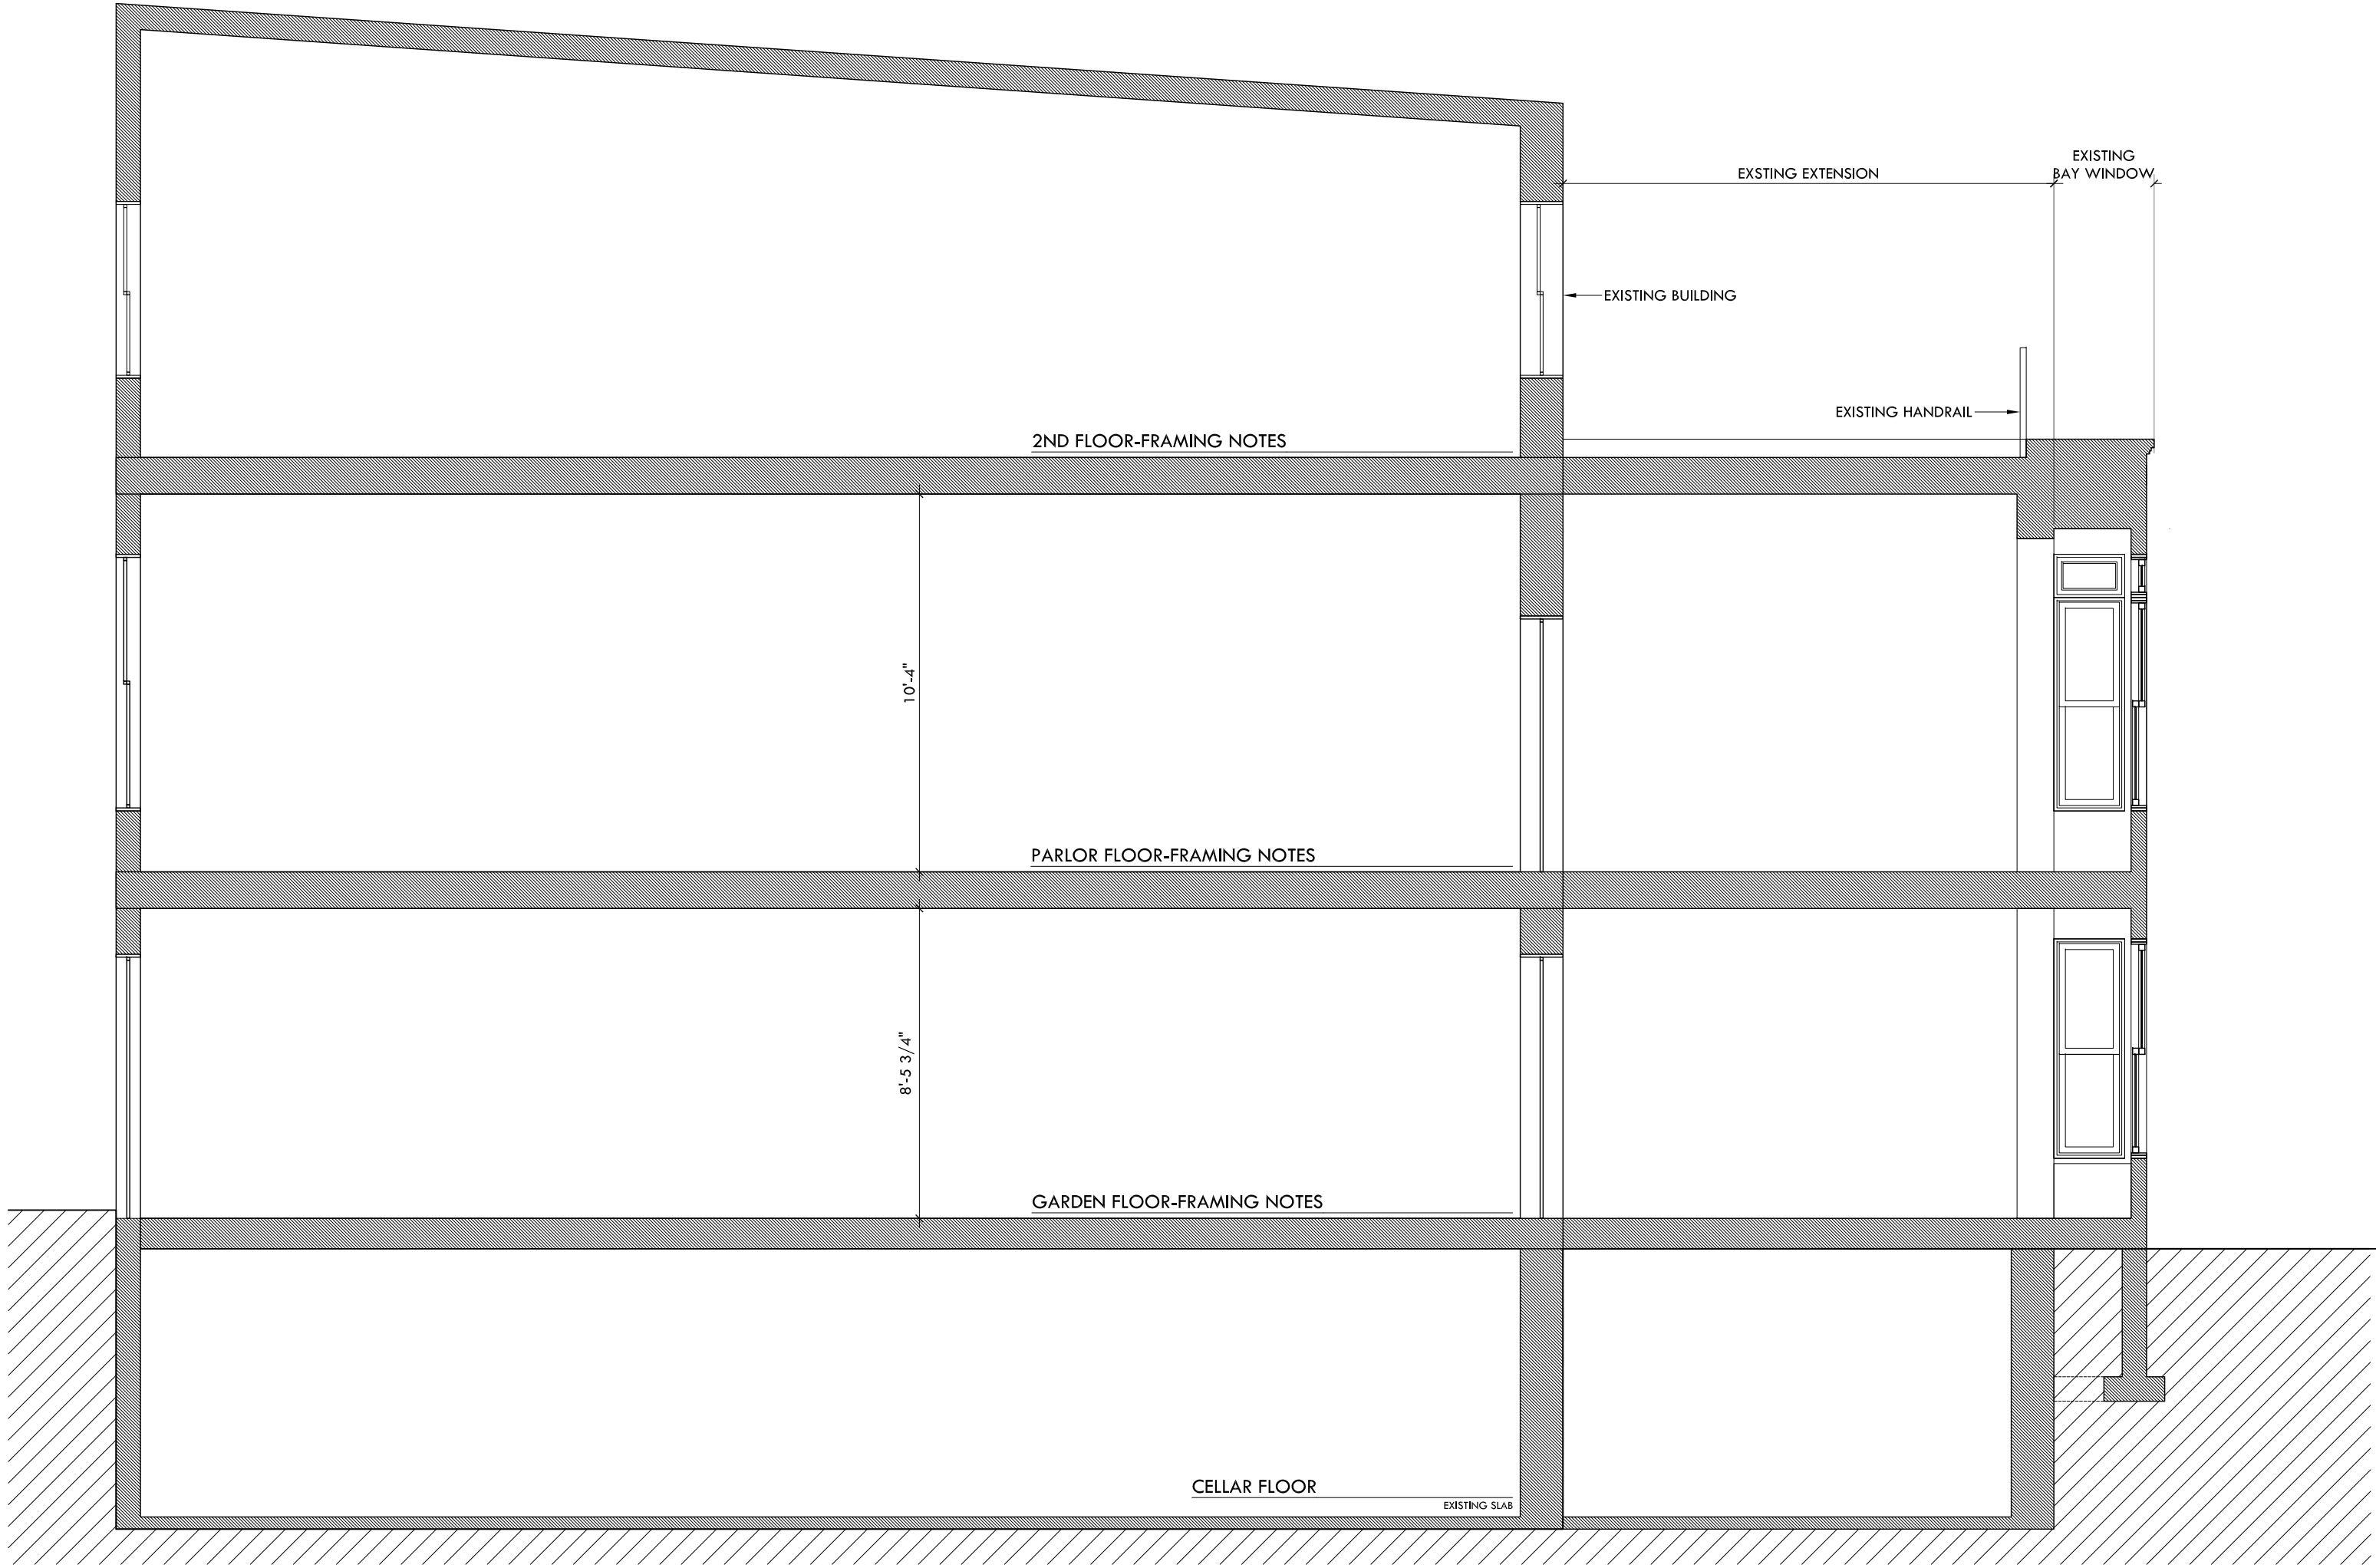 EXISTING
BAY WINDOW
EXSTING EXTENSION
EXISTING BUILDING
EXISTING HANDRAIL
2ND FLOOR-FRAMING NOTES
10'-4"
PARLOR FLOOR-FRAMING NOTES
8'-5 3/4"
GARDEN FLOOR-FRAMING NOTES
CELLAR FLOOR
EXISTING SLAB